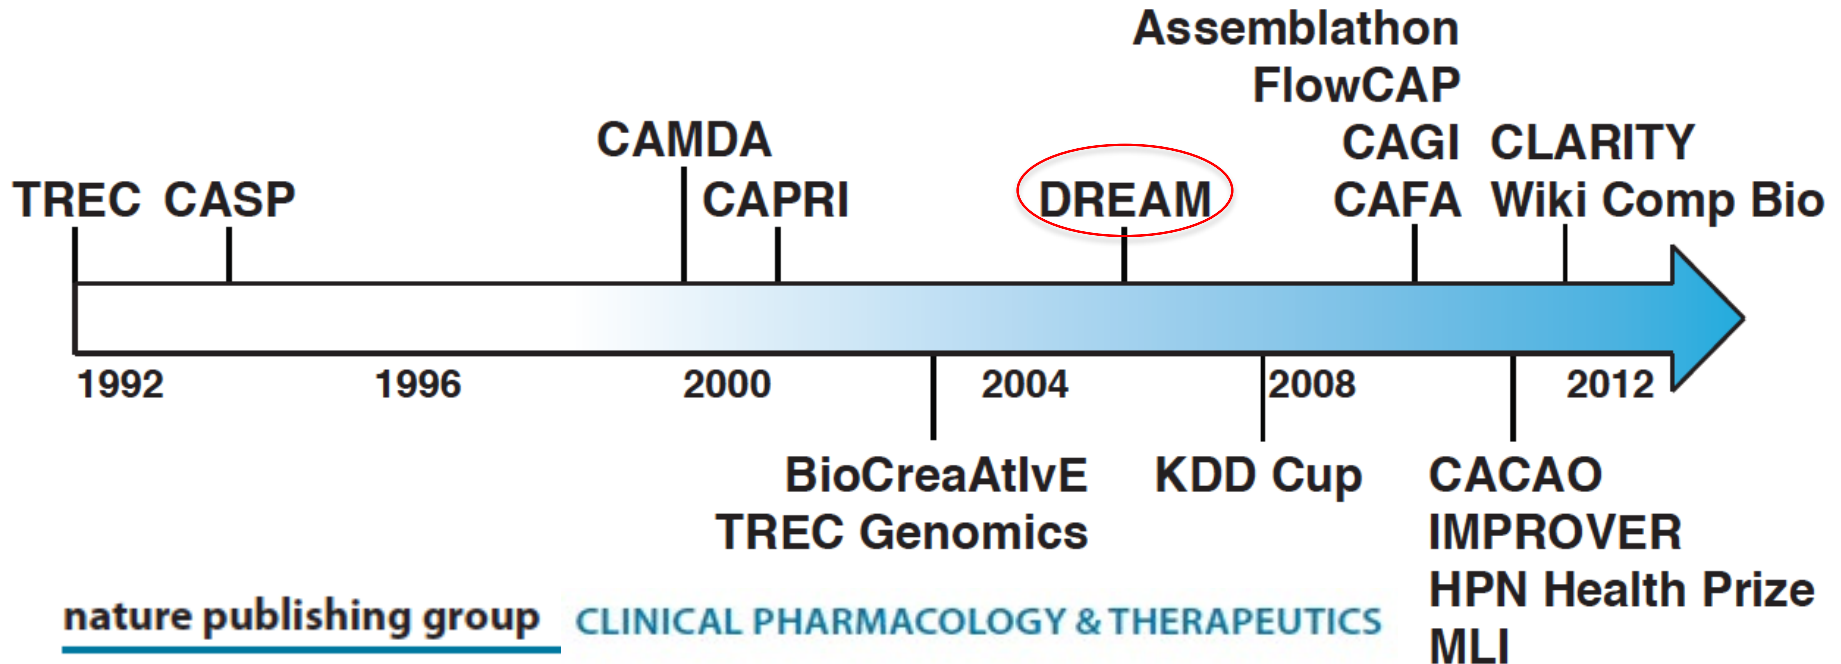 Assemblathon
FlowCAP
CAMDA
CAGI CLARITY
TREC CASP
CAPRI
DREAM
CAFA Wiki Comp Bio
1992 1996 2000 2004 2008 2012
BioCreaAtIvE KDD Cup CACAO
TREC Genomics IMPROVER
HPN Health Prize
nature publishing group CLINICAL PHARMACOLOGY & THERAPEUTICS
MLI